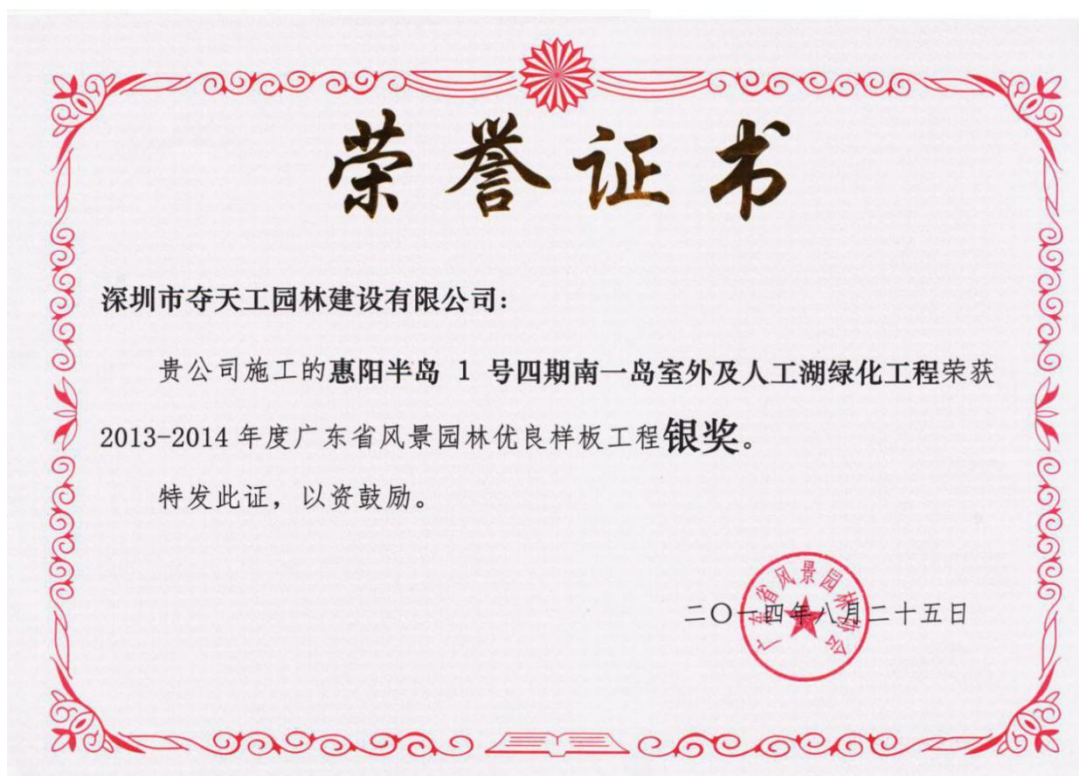 荣誉证书
深圳市夺天工园林建设有限公司：
贵公司施工的惠阳半岛 1 号四期南一岛室外及人工湖绿化工程荣获
2013-2014 年度广东省风景园林优良样板工程银奖。
特发此证，以资鼓励。
广东省风景园林协会
二〇一四年八月二十五日